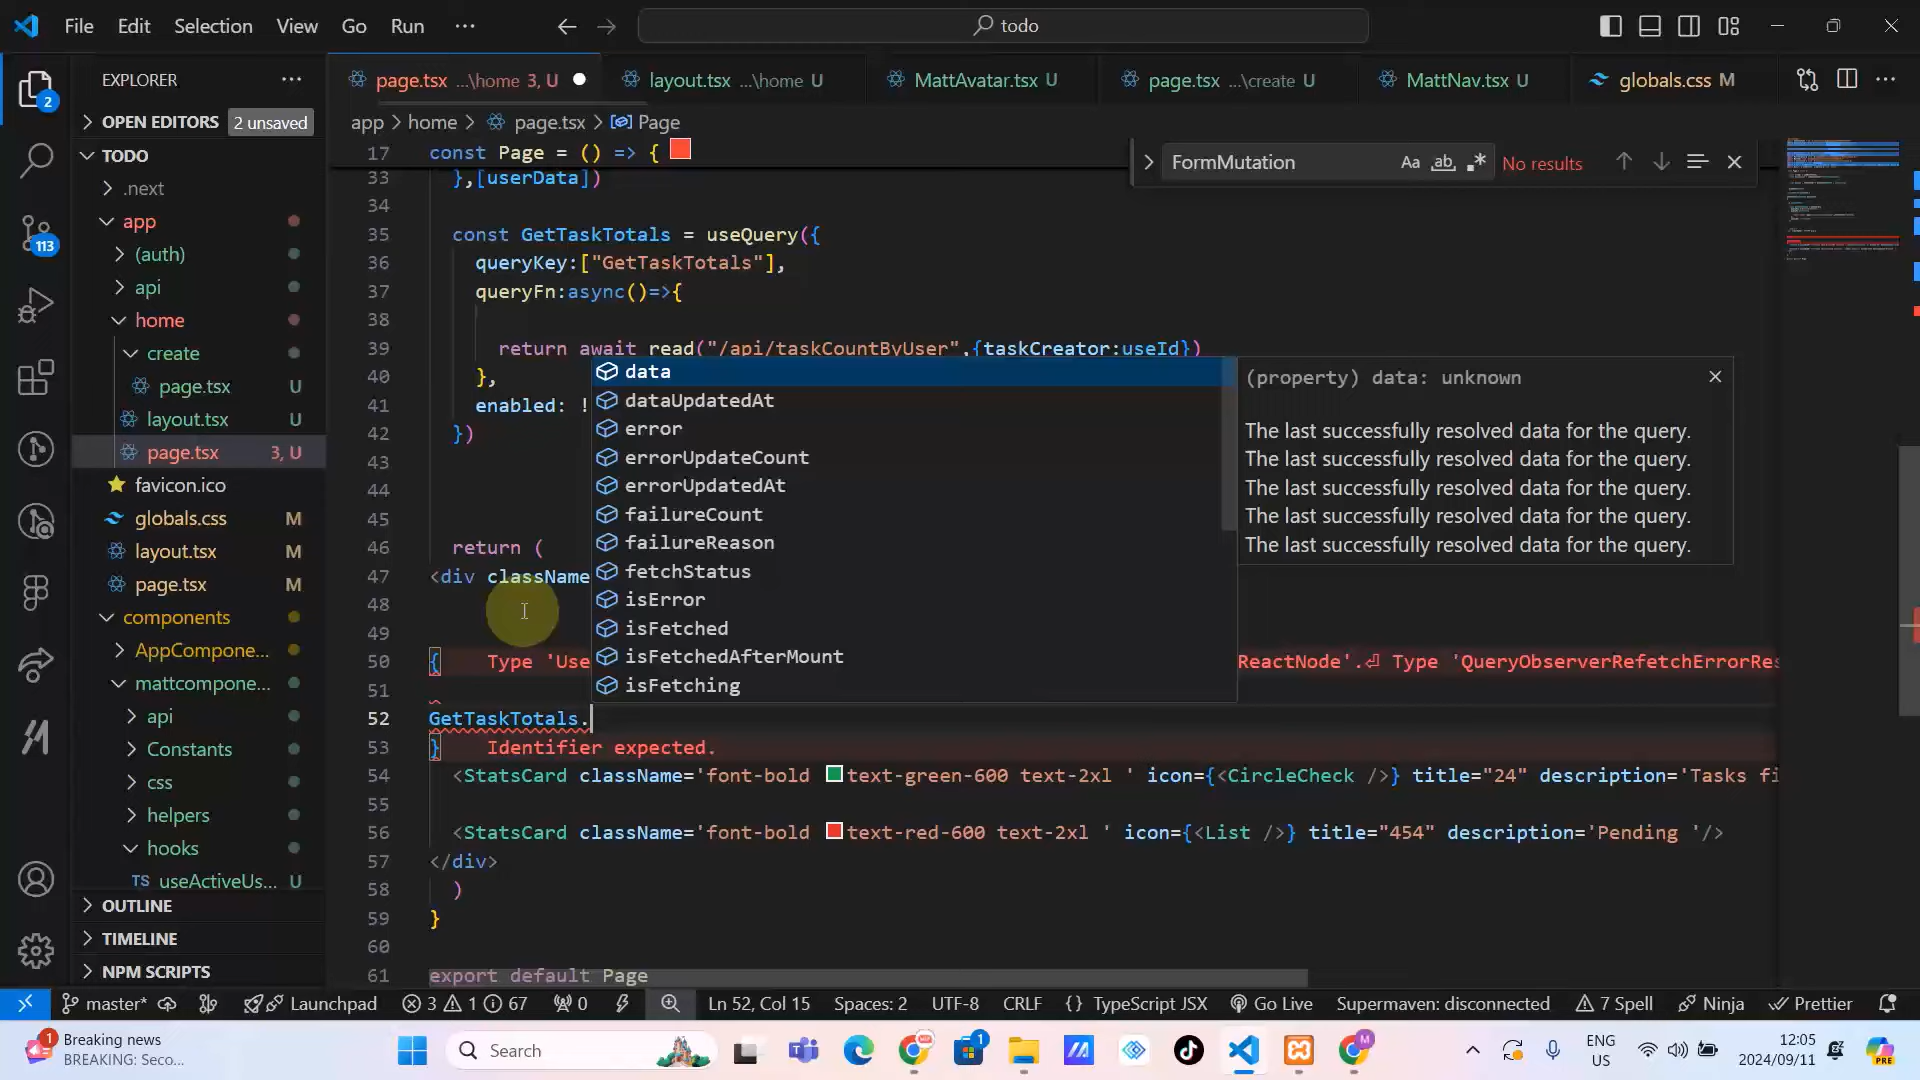 File Edit Selection View Go Run ··· todo
EXPLORER
OPEN EDITORS 2 unsaved
TODO
.next
app
(auth)
api
home
create
page.tsx U
layout.tsx U
page.tsx 3, U
favicon.ico
globals.css M
layout.tsx M
page.tsx M
components
AppCompone...
mattcompone...
api
Constants
css
helpers
hooks
TS useActiveUs... U
OUTLINE
TIMELINE
NPM SCRIPTS
2
113
page.tsx ...\home 3, U
layout.tsx ...\home U
MattAvatar.tsx U
page.tsx ...\create U
MattNav.tsx U
globals.css M
app > home > page.tsx > Page
FormMutation Aa ab .* No results
17 const Page = () => {
33 },[userData])
34
35 const GetTaskTotals = useQuery({
36 queryKey:["GetTaskTotals"],
37 queryFn:async()=>{
38
39 return await read("/api/taskCountByUser",{taskCreator:useId})
40 },
41 enabled: !
42 })
43
44
45
46 return (
47 <div className
48
49
50 { Type 'Use ReactNode'.⏎ Type 'QueryObserverRefetchErrorRes
51
52 GetTaskTotals.
53 } Identifier expected.
54 <StatsCard className='font-bold text-green-600 text-2xl ' icon={<CircleCheck />} title="24" description='Tasks fi
55
56 <StatsCard className='font-bold text-red-600 text-2xl ' icon={<List />} title="454" description='Pending '/>
57 </div>
58 )
59 }
60
61 export default Page
data
dataUpdatedAt
error
errorUpdateCount
errorUpdatedAt
failureCount
failureReason
fetchStatus
isError
isFetched
isFetchedAfterMount
isFetching
(property) data: unknown
The last successfully resolved data for the query.
The last successfully resolved data for the query.
The last successfully resolved data for the query.
The last successfully resolved data for the query.
The last successfully resolved data for the query.
master* Launchpad 3 1 67 0 Ln 52, Col 15 Spaces: 2 UTF-8 CRLF {} TypeScript JSX Go Live Supermaven: disconnected 7 Spell Ninja Prettier
1 Breaking news
BREAKING: Seco...
Search
1
M
ENG
US
12:05
2024/09/11
PRE